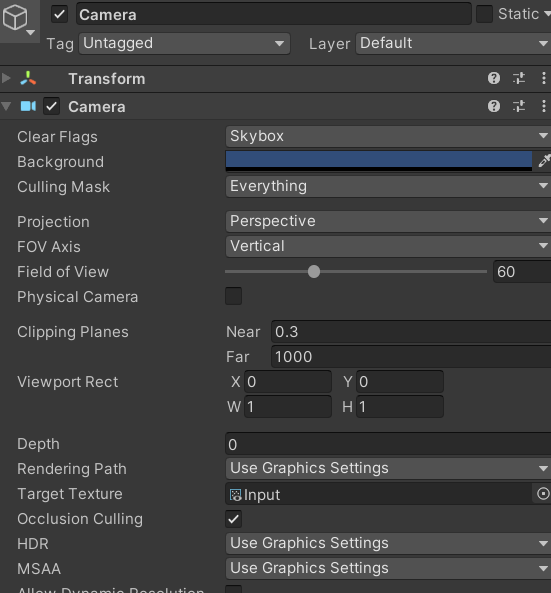 Camera Static
Tag Untagged Layer Default
Transform
Camera
Clear Flags Skybox
Background
Culling Mask Everything
Projection Perspective
FOV Axis Vertical
Field of View 60
Physical Camera
Clipping Planes Near 0.3
Far 1000
Viewport Rect X 0 Y 0
W 1 H 1
Depth 0
Rendering Path Use Graphics Settings
Target Texture Input
Occlusion Culling
HDR Use Graphics Settings
MSAA Use Graphics Settings
Allow Dynamic Resolution